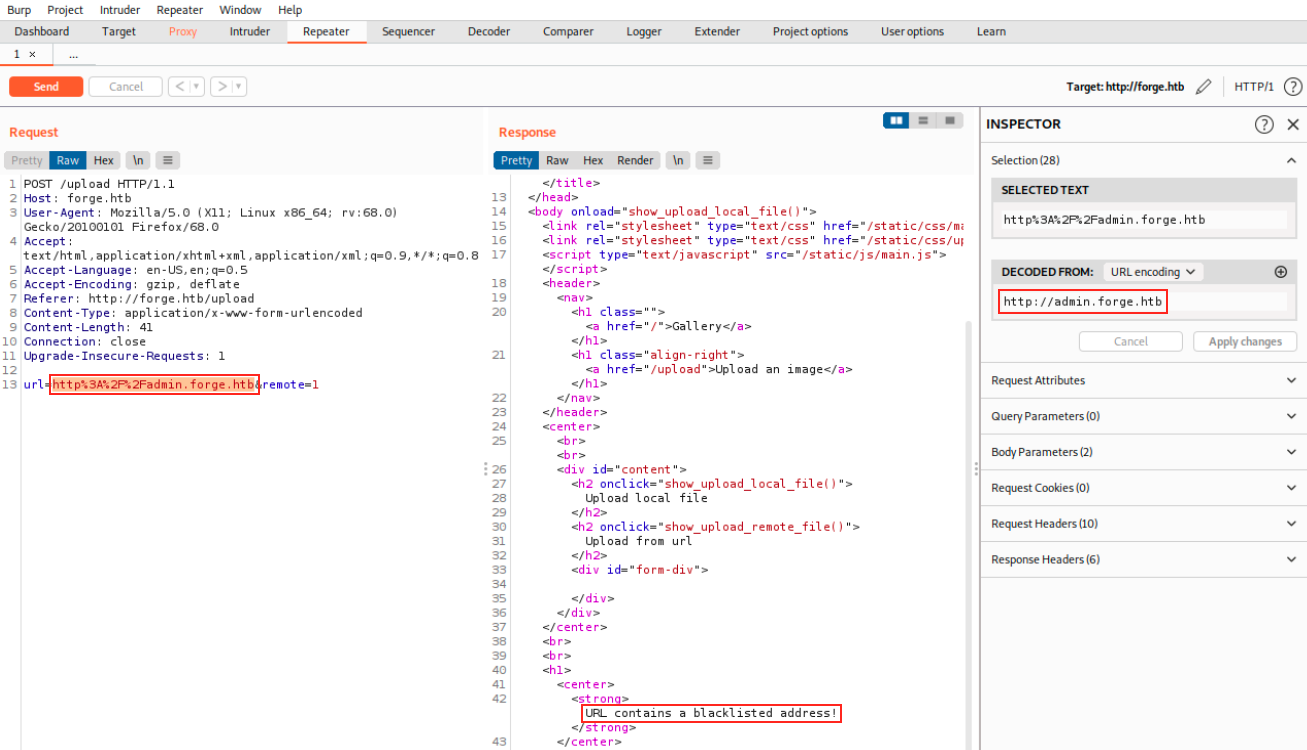 Burp Project Intruder Repeater Window Help
Dashboard Target Proxy Intruder Repeater Sequencer Decoder Comparer Logger Extender Project options User options Learn
1 × ...
Send Cancel < ▾ > ▾ Target: http://forge.htb HTTP/1 ?
Request
Pretty Raw Hex \n ≡
1 POST /upload HTTP/1.1
2 Host: forge.htb
3 User-Agent: Mozilla/5.0 (X11; Linux x86_64; rv:68.0)
Gecko/20100101 Firefox/68.0
4 Accept:
text/html,application/xhtml+xml,application/xml;q=0.9,*/*;q=0.8
5 Accept-Language: en-US,en;q=0.5
6 Accept-Encoding: gzip, deflate
7 Referer: http://forge.htb/upload
8 Content-Type: application/x-www-form-urlencoded
9 Content-Length: 41
10 Connection: close
11 Upgrade-Insecure-Requests: 1
12
13 url=http%3A%2F%2Fadmin.forge.htb&remote=1
Response
Pretty Raw Hex Render \n ≡
</title>
13 </head>
14 <body onload="show_upload_local_file()">
15 <link rel="stylesheet" type="text/css" href="/static/css/ma
16 <link rel="stylesheet" type="text/css" href="/static/css/up
17 <script type="text/javascript" src="/static/js/main.js">
</script>
18 <header>
19 <nav>
20 <h1 class="">
<a href="/">Gallery</a>
</h1>
21 <h1 class="align-right">
<a href="/upload">Upload an image</a>
</h1>
22 </nav>
23 </header>
24 <center>
25 <br>
<br>
26 <div id="content">
27 <h2 onclick="show_upload_local_file()">
28 Upload local file
29 </h2>
30 <h2 onclick="show_upload_remote_file()">
31 Upload from url
32 </h2>
33 <div id="form-div">
34
35 </div>
36 </div>
37 </center>
38 <br>
39 <br>
40 <h1>
41 <center>
42 <strong>
URL contains a blacklisted address!
</strong>
43 </center>
INSPECTOR ? ×
Selection (28)
SELECTED TEXT
http%3A%2F%2Fadmin.forge.htb
DECODED FROM: URL encoding
http://admin.forge.htb
Cancel Apply changes
Request Attributes
Query Parameters (0)
Body Parameters (2)
Request Cookies (0)
Request Headers (10)
Response Headers (6)